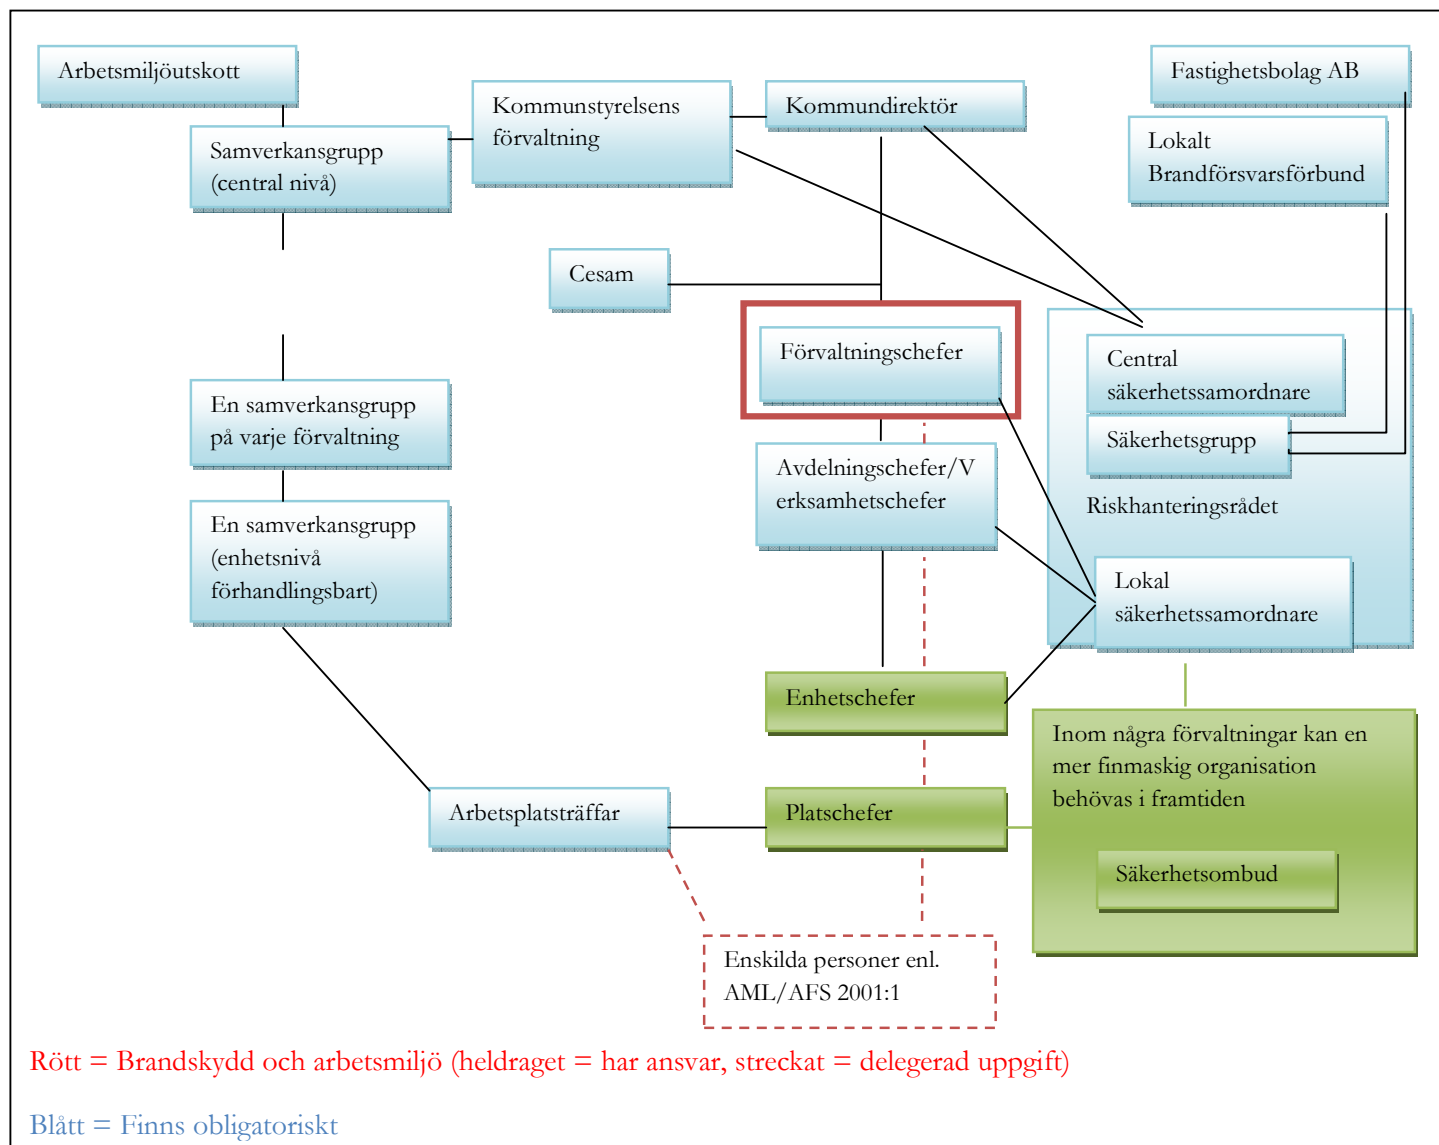 Arbetsmiljöutskott
Kommunstyrelsens
förvaltning
Kommundirektör
Fastighetsbolag AB
Samverkansgrupp
(central nivå)
Lokalt
Brandförsvarsförbund
Cesam
Förvaltningschefer
Central
säkerhetssamordnare
En samverkansgrupp
på varje förvaltning
Säkerhetsgrupp
Avdelningschefer/V
erksamhetschefer
Riskhanteringsrådet
En samverkansgrupp
(enhetsnivå
förhandlingsbart)
Lokal
säkerhetssamordnare
Enhetschefer
Inom några förvaltningar kan en
mer finmaskig organisation
behövas i framtiden
Arbetsplatsträffar
Platschefer
Säkerhetsombud
Enskilda personer enl.
AML/AFS 2001:1
Rött = Brandskydd och arbetsmiljö (heldraget = har ansvar, streckat = delegerad uppgift)
Blått = Finns obligatoriskt